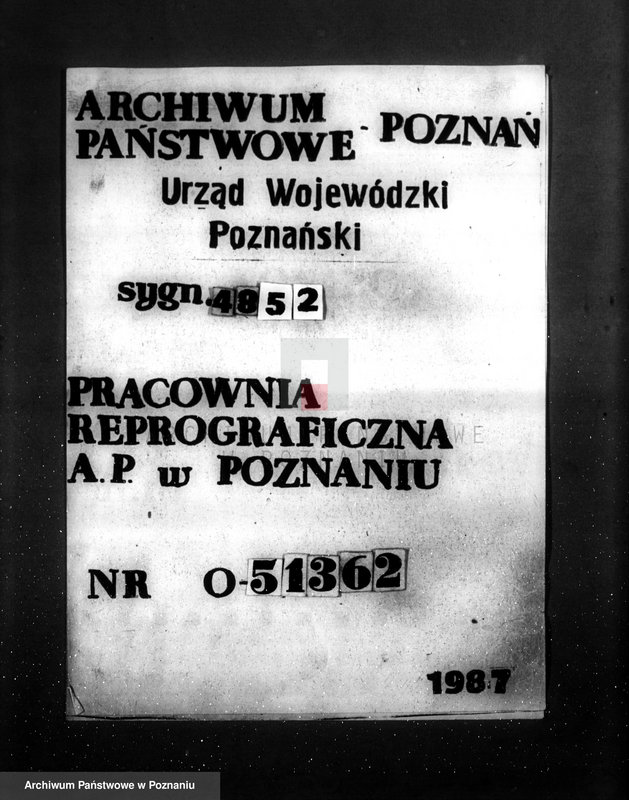 ARCHIWUM
PAŃSTWOWE - POZNAŃ
Urząd Wojewódzki
Poznański
sygn. 4852
PRACOWNIA
REPROGRAFICZNA
A.P. w POZNANIU
NR O-51362
1987
Archiwum Państwowe w Poznaniu